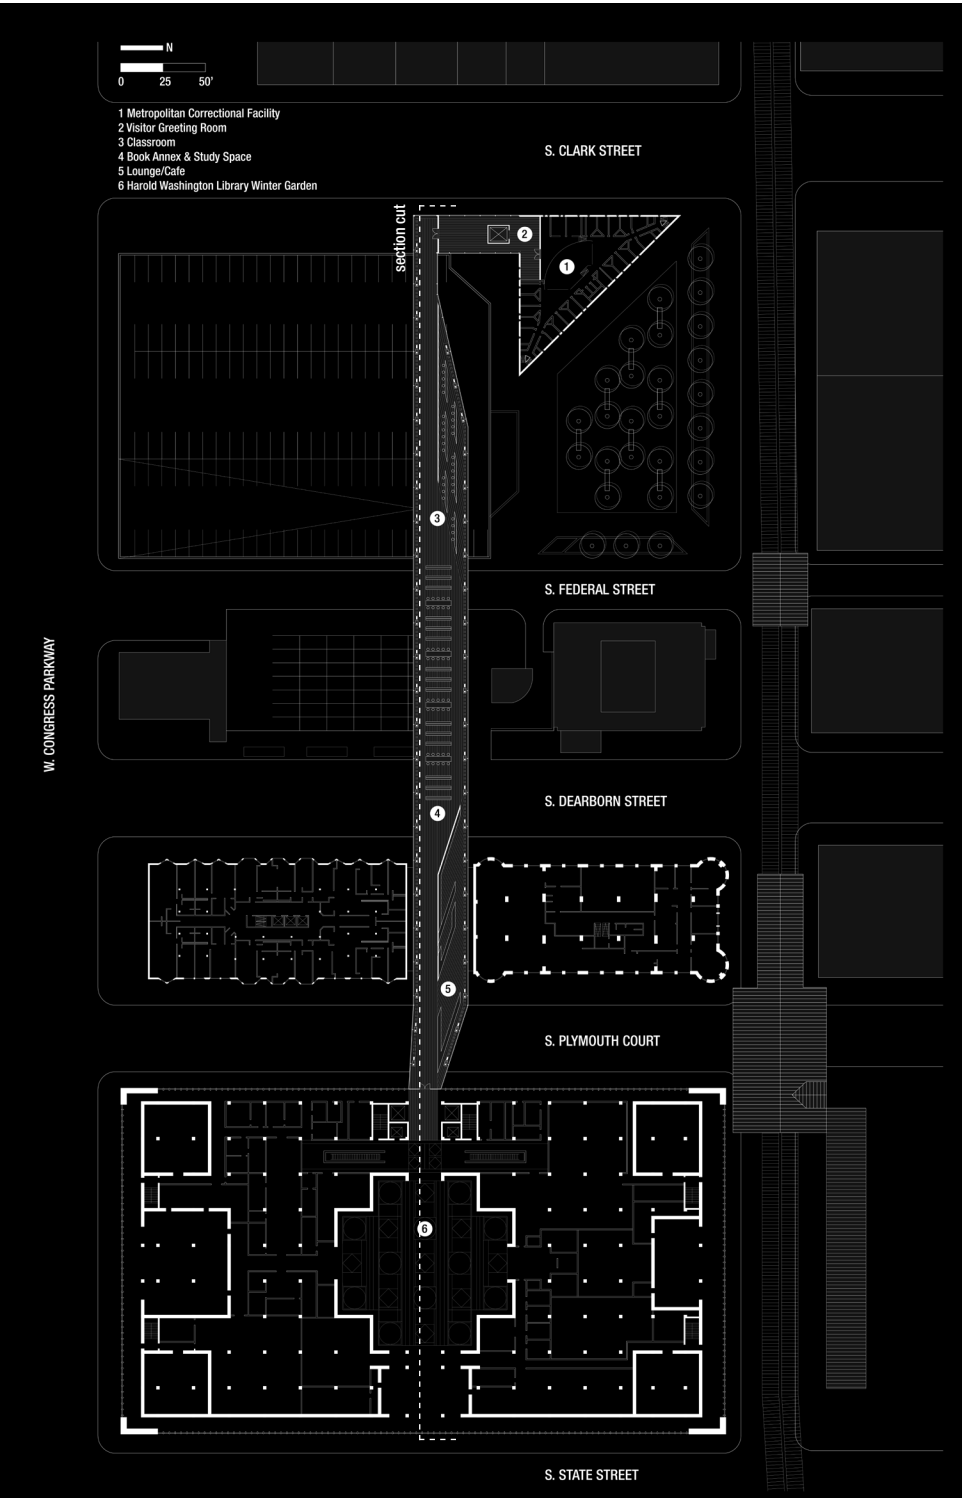 N
0 25 50'
1 Metropolitan Correctional Facility
2 Visitor Greeting Room
3 Classroom
4 Book Annex & Study Space
5 Lounge/Cafe
6 Harold Washington Library Winter Garden
S. CLARK STREET
section cut
2
1
3
S. FEDERAL STREET
W. CONGRESS PARKWAY
S. DEARBORN STREET
4
5
S. PLYMOUTH COURT
6
S. STATE STREET